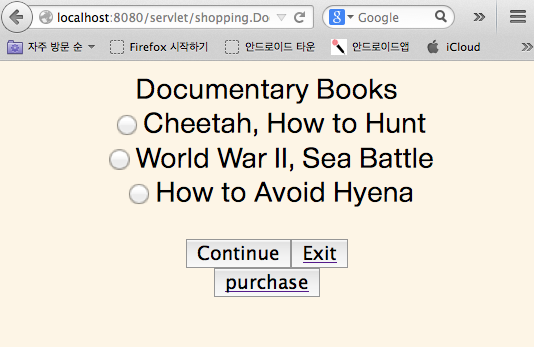 localhost:8080/servlet/shopping.Do
Google
자주 방문 순
Firefox 시작하기
안드로이드 타운
안드로이드앱
iCloud
Documentary Books
Cheetah, How to Hunt
World War II, Sea Battle
How to Avoid Hyena
Continue Exit
purchase